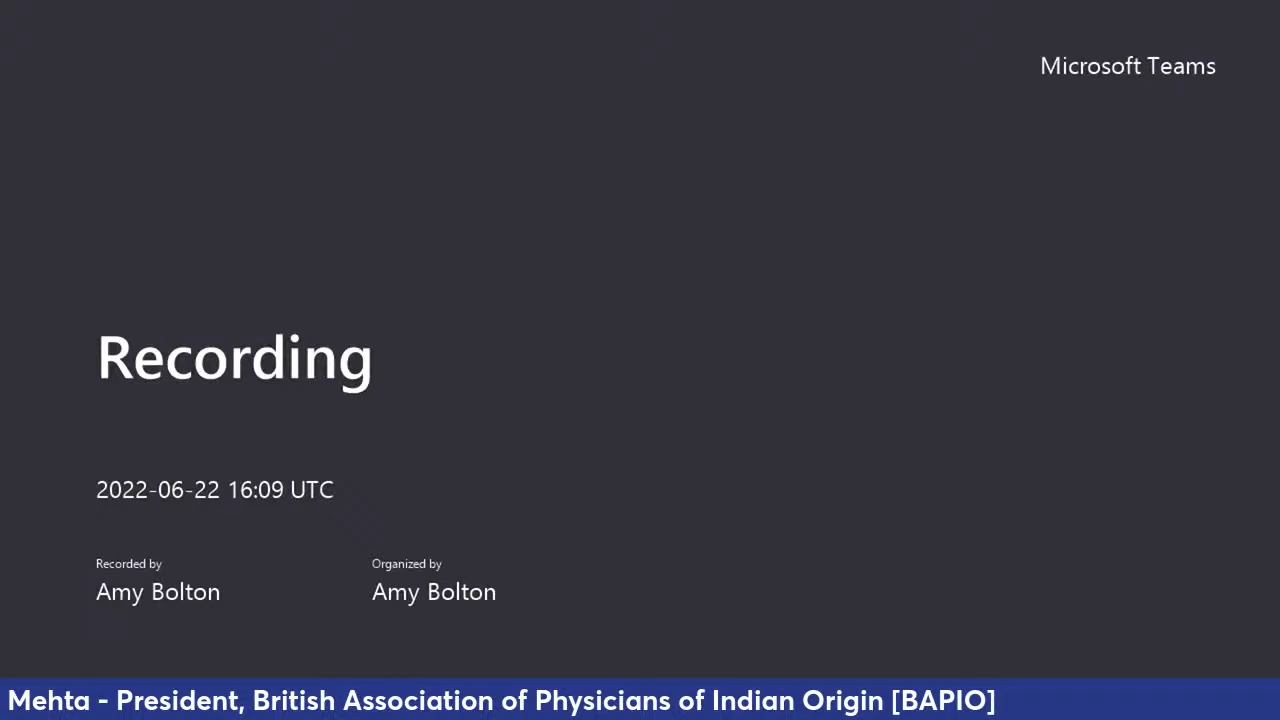 Microsoft Teams
Recording
2022-06-22 16:09 UTC
Recorded by
Organized by
Amy Bolton
Amy Bolton
Mehta - President, British Association of Physicians of Indian Origin [BAPIO]